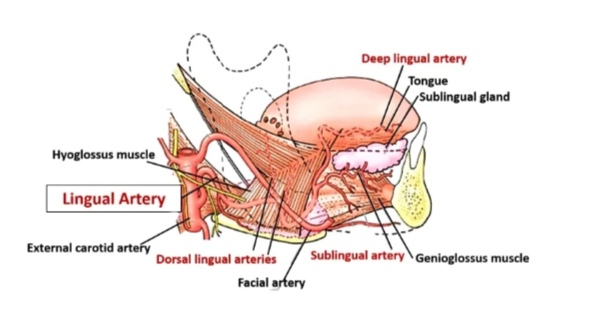 Deep lingual artery
Tongue
Sublingual gland
Hyoglossus muscle
Lingual Artery
External carotid artery
Dorsal lingual arteries
Sublingual artery
Genioglossus muscle
Facial artery